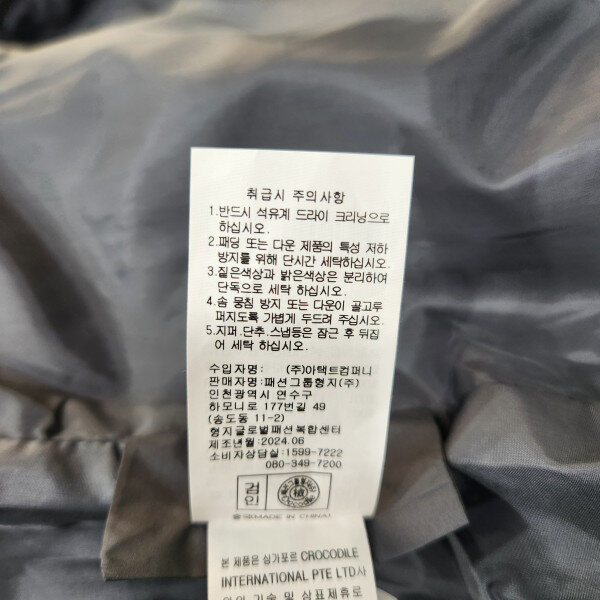 취급시 주의사항
1.반드시 석유계 드라이 크리닝으로
하십시오.
2.패딩 또는 다운 제품의 특성 저하
방지를 위해 단시간 세탁하십시오.
3.짙은색상과 밝은색상은 분리하여
단독으로 세탁 하십시오.
4.솜 뭉침 방지 또는 다운이 골고루
퍼지도록 가볍게 두드려 주십시오.
5.지퍼.단추.스냅등은 잠근 후 뒤집
어 세탁 하십시오.
수입자명: (주)아택트컴퍼니
판매자명:패션그룹형지(주)
인천광역시 연수구
하모니로 177번길 49
(송도동 11-2)
형지글로벌패션복합센터
제조년월:2024.06
소비자상담실:1599-7222
080-349-7200
검인
CROCODILE
중국(MADE IN CHINA)
본 제품은 싱가포르 CROCODILE
INTERNATIONAL PTE LTD사
기술 및 상표제휴로